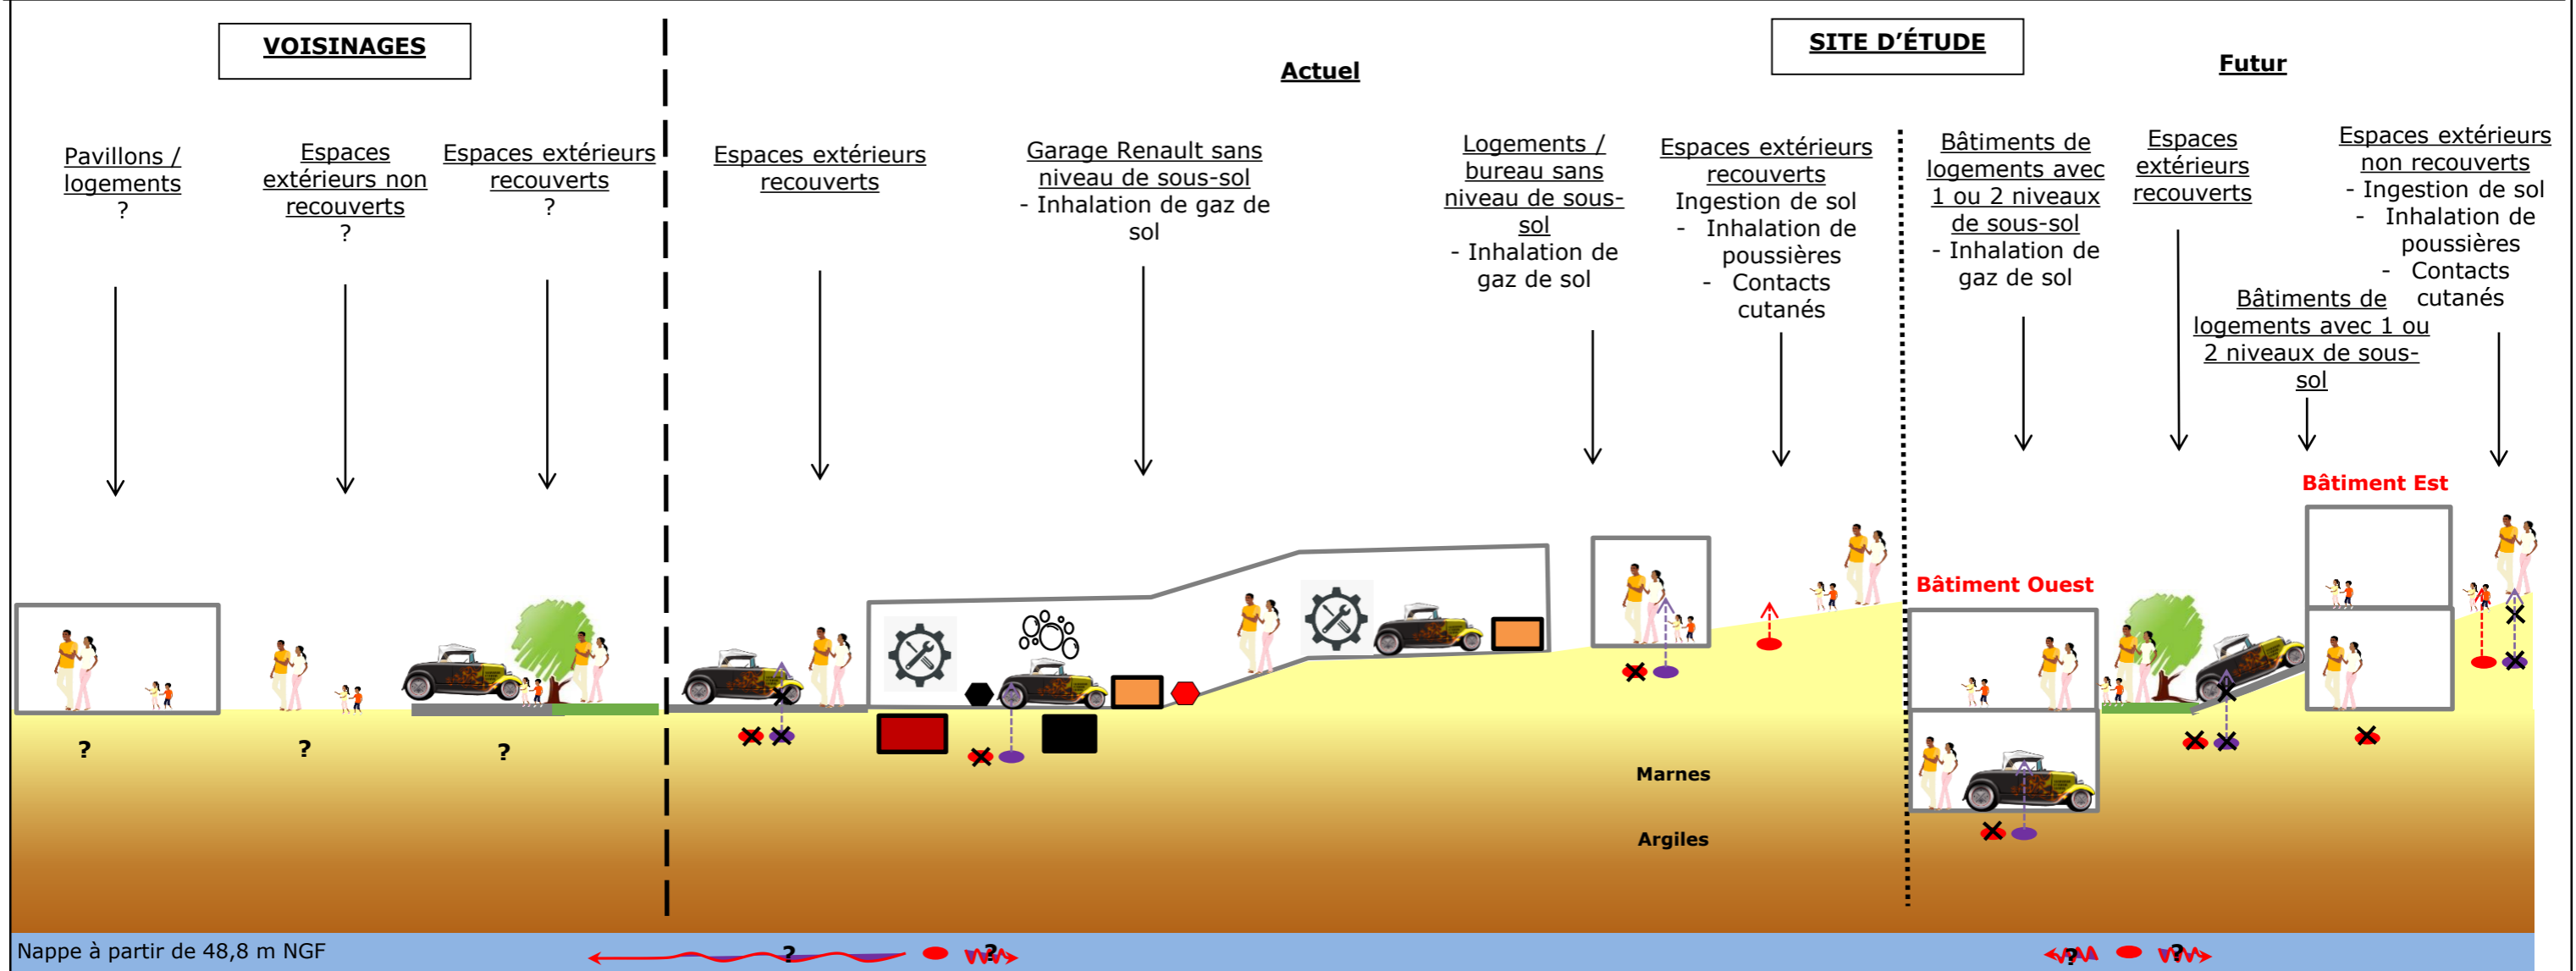 VOISINAGES
SITE D'ÉTUDE
Actuel
Futur
Pavillons /
logements
?
Espaces
extérieurs non
recouverts
?
Espaces extérieurs
recouverts
?
Espaces extérieurs
recouverts
Garage Renault sans
niveau de sous-sol
- Inhalation de gaz de
sol
Logements /
bureau sans
niveau de sous-
sol
- Inhalation de
gaz de sol
Espaces extérieurs
recouverts
Ingestion de sol
- Inhalation de
poussières
- Contacts
cutanés
Bâtiments de
logements avec
1 ou 2 niveaux
de sous-sol
- Inhalation de
gaz de sol
Espaces
extérieurs
recouverts
Bâtiments de
logements avec 1 ou
2 niveaux de sous-
sol
Espaces extérieurs
non recouverts
- Ingestion de sol
- Inhalation de
poussières
- Contacts
cutanés
Bâtiment Est
Bâtiment Ouest
?
?
?
Marnes
Argiles
Nappe à partir de 48,8 m NGF
?
?
?
?